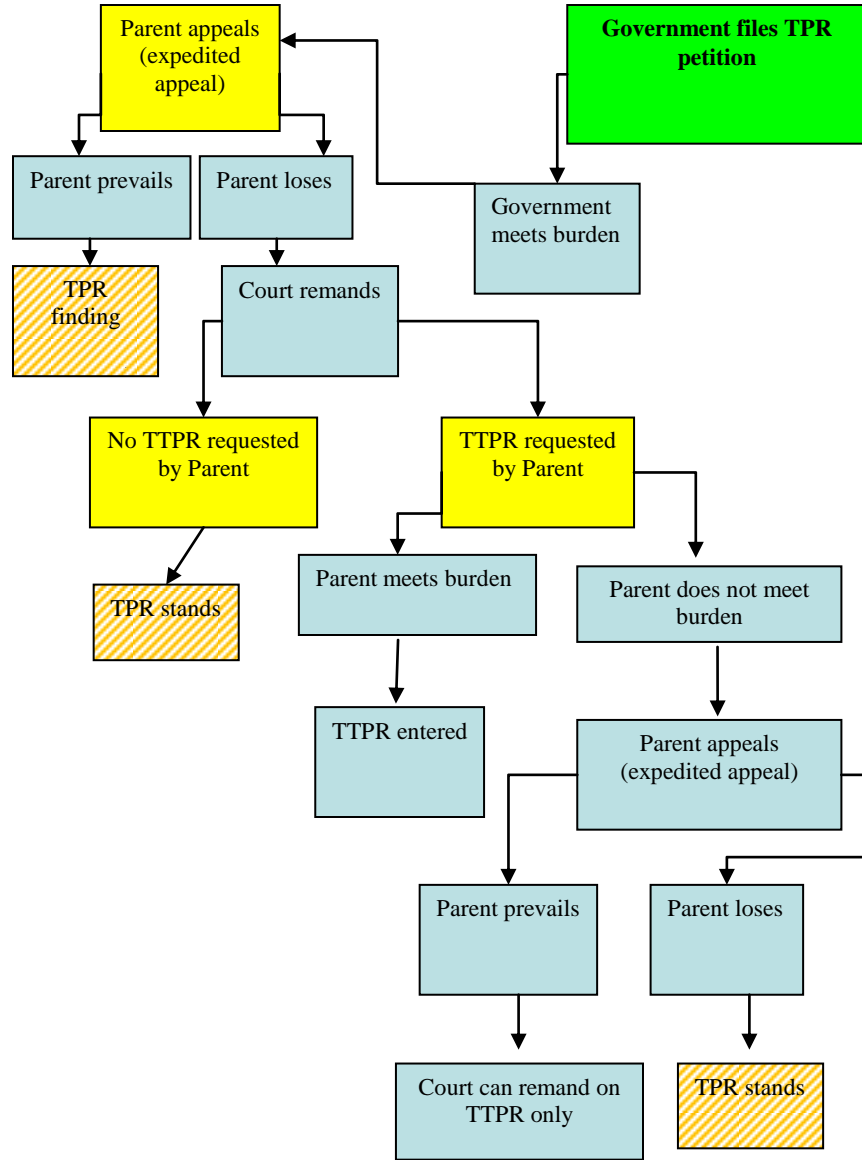 Parent appeals
(expedited
appeal)
Government files TPR
petition
Parent prevails
Parent loses
Government
meets burden
TPR
finding
Court remands
No TTPR requested
by Parent
TTPR requested
by Parent
Parent meets burden
Parent does not meet
burden
TPR stands
TTPR entered
Parent appeals
(expedited appeal)
Parent prevails
Parent loses
Court can remand on
TTPR only
TPR stands